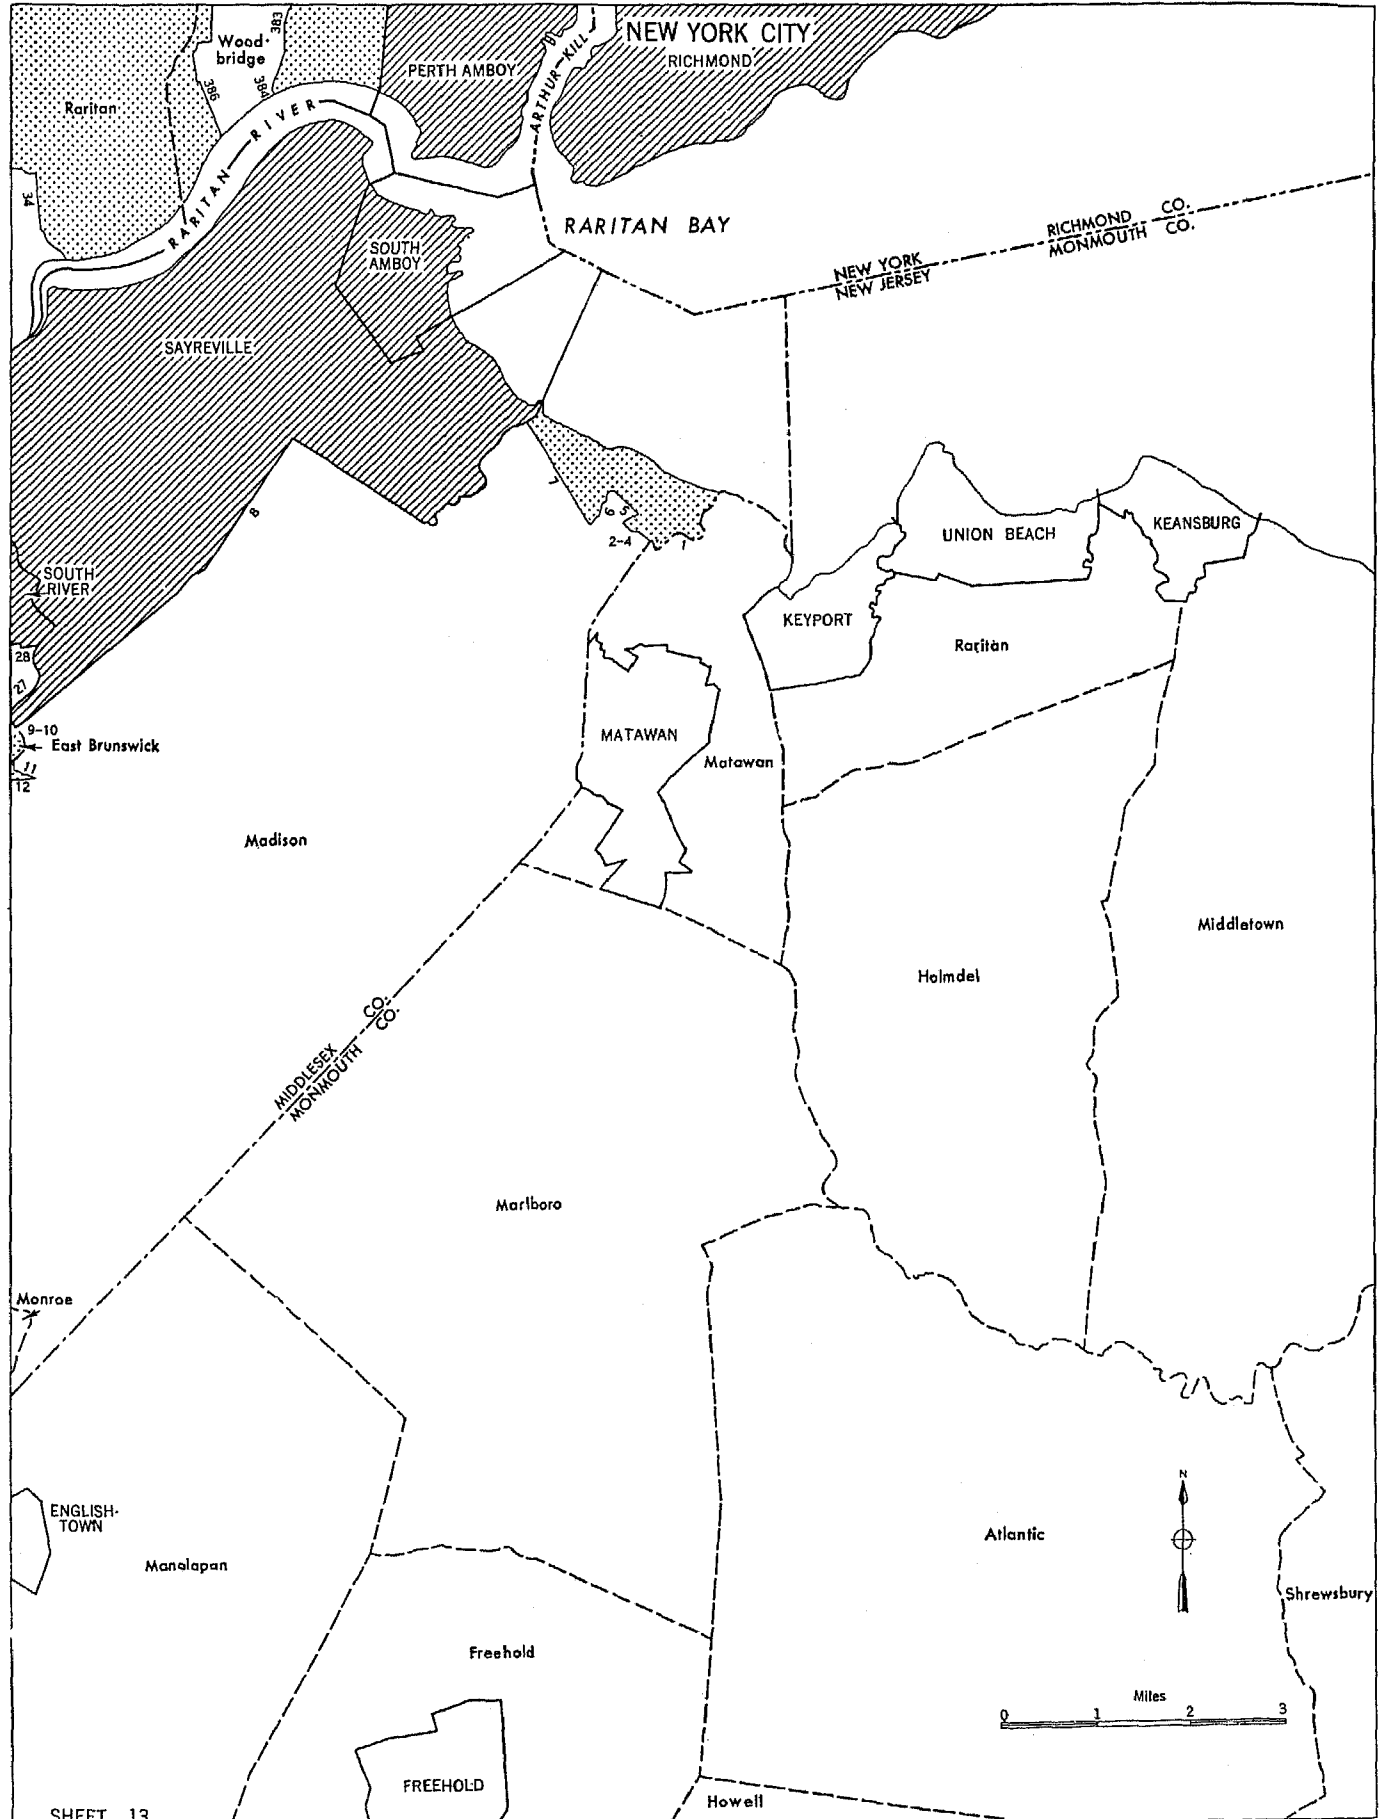 NEW YORK CITY
RICHMOND
Wood-
bridge
383
384
386
PERTH AMBOY
ARTHUR KILL
Raritan
RARITAN RIVER
34
RARITAN BAY
RICHMOND CO.
MONMOUTH CO.
NEW YORK
NEW JERSEY
SOUTH
AMBOY
SAYREVILLE
7
6
5
2-4
1
8
UNION BEACH
KEANSBURG
SOUTH
RIVER
KEYPORT
Raritan
28
27
9-10
East Brunswick
11
12
MATAWAN
Matawan
Madison
Middletown
Holmdel
MIDDLESEX CO.
MONMOUTH CO.
Marlboro
Monroe
N
ENGLISH-
TOWN
Manalapan
Atlantic
Shrewsbury
Freehold
Miles
0 1 2 3
FREEHOLD
Howell
SHEET 13